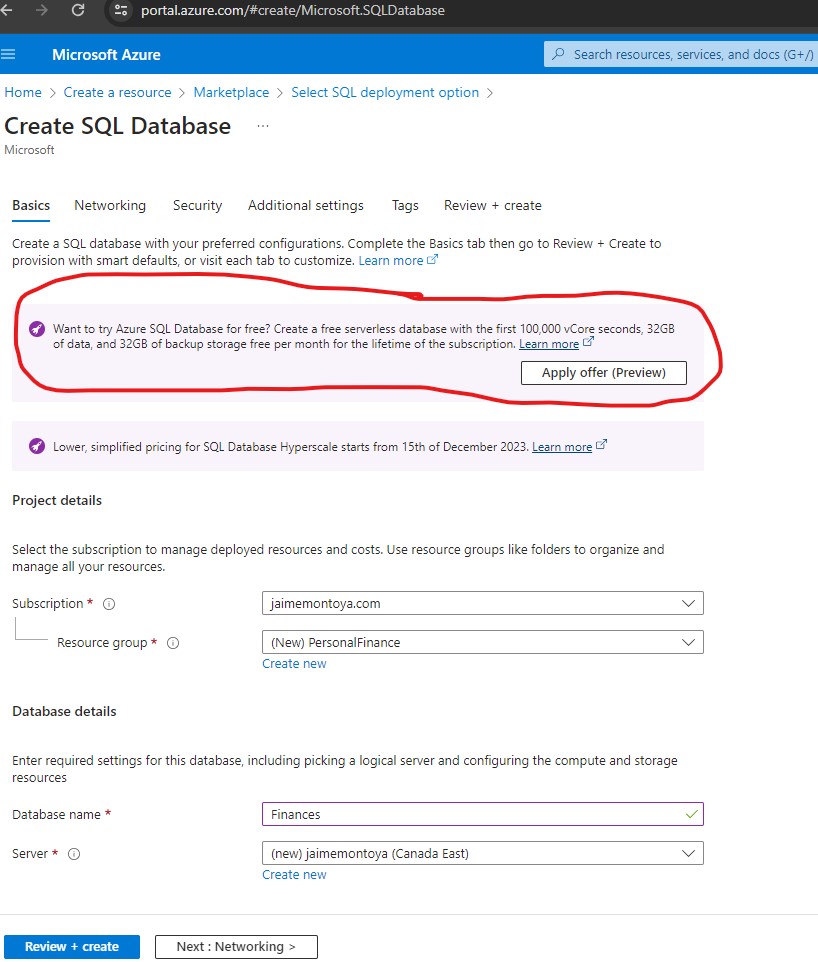 portal.azure.com/#create/Microsoft.SQLDatabase
Microsoft Azure
Search resources, services, and docs (G+/)
Home > Create a resource > Marketplace > Select SQL deployment option >
Create SQL Database ...
Microsoft
Basics Networking Security Additional settings Tags Review + create
Create a SQL database with your preferred configurations. Complete the Basics tab then go to Review + Create to
provision with smart defaults, or visit each tab to customize. Learn more
Want to try Azure SQL Database for free? Create a free serverless database with the first 100,000 vCore seconds, 32GB
of data, and 32GB of backup storage free per month for the lifetime of the subscription. Learn more
Apply offer (Preview)
Lower, simplified pricing for SQL Database Hyperscale starts from 15th of December 2023. Learn more
Project details
Select the subscription to manage deployed resources and costs. Use resource groups like folders to organize and
manage all your resources.
Subscription *
jaimemontoya.com
Resource group *
(New) PersonalFinance
Create new
Database details
Enter required settings for this database, including picking a logical server and configuring the compute and storage
resources
Database name *
Finances
Server *
(new) jaimemontoya (Canada East)
Create new
Review + create
Next : Networking >